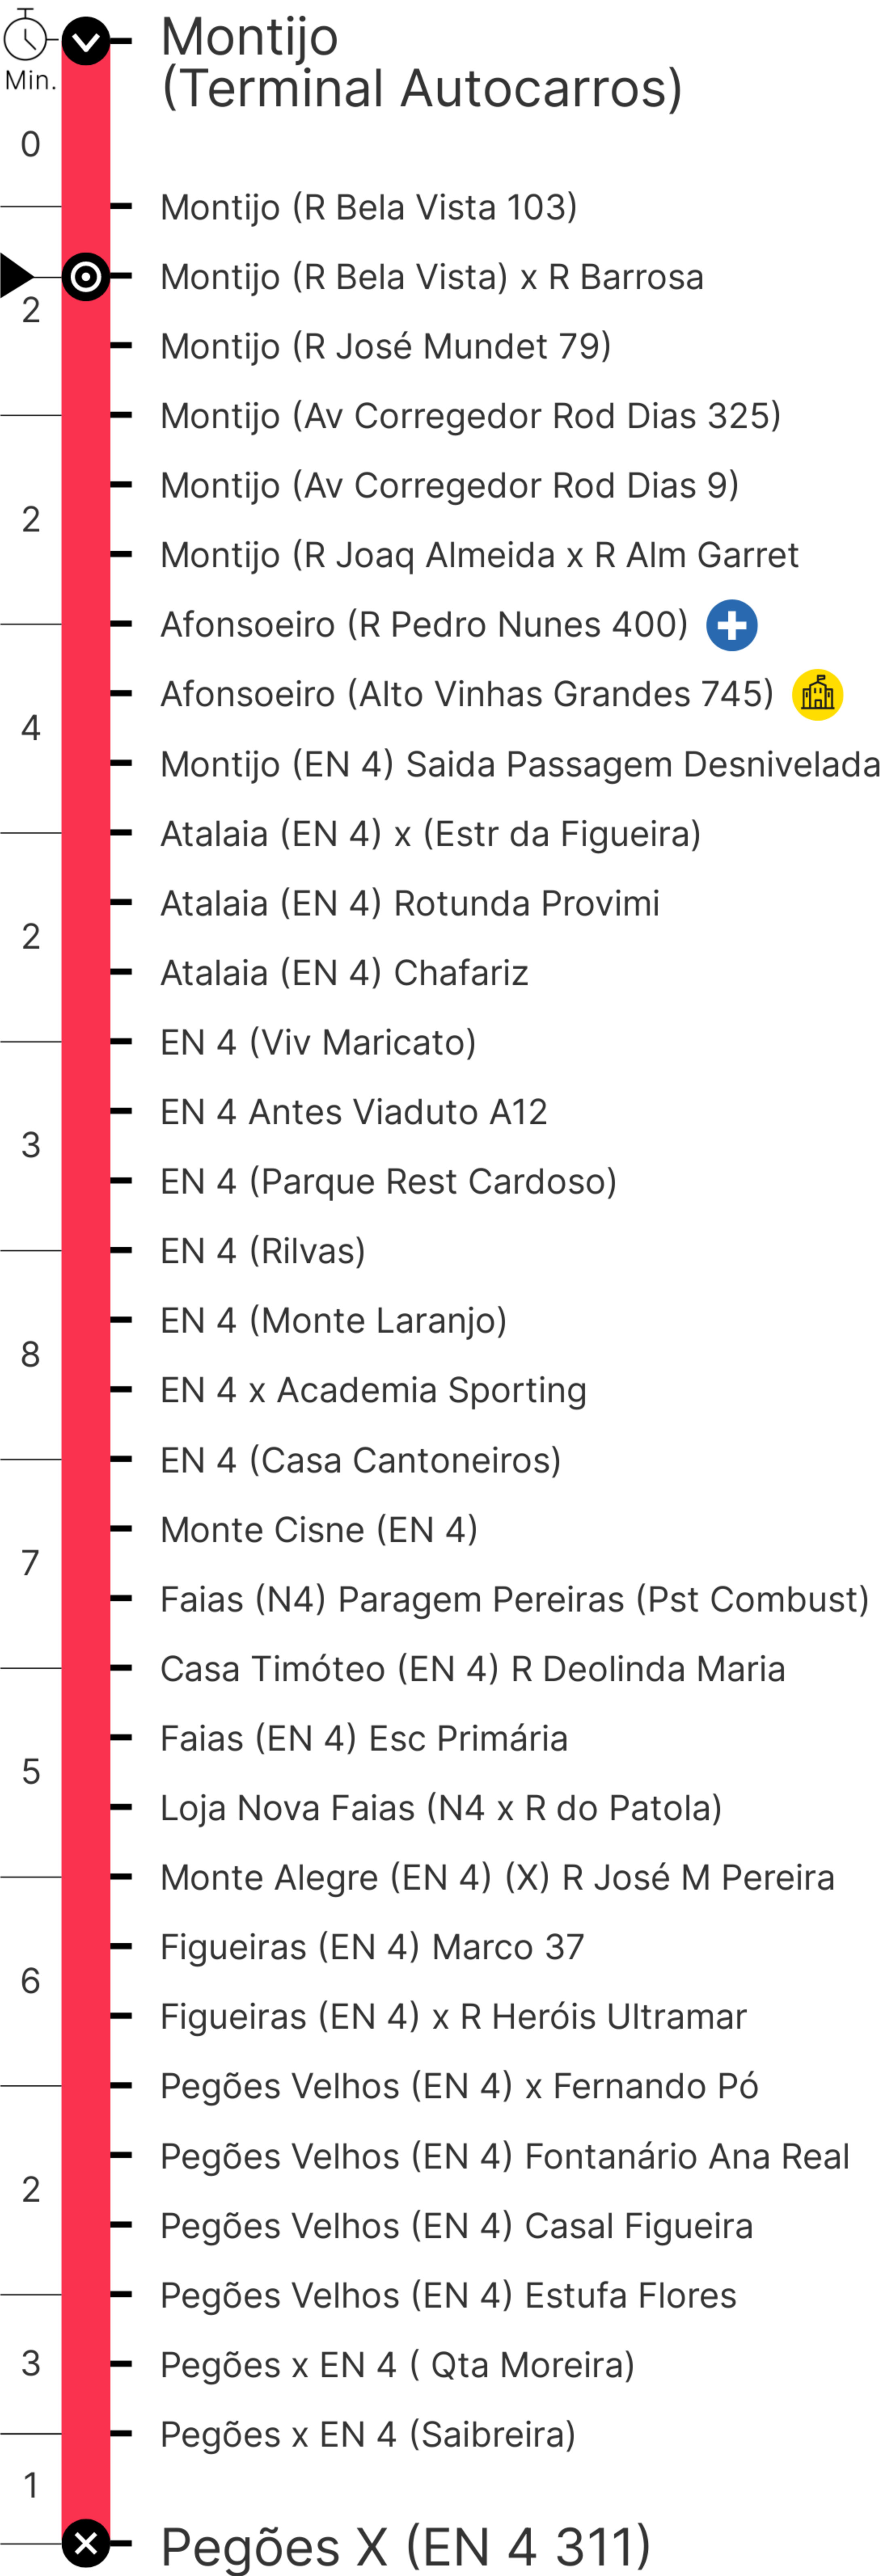 Min.
Montijo
(Terminal Autocarros)
0
Montijo (R Bela Vista 103)
Montijo (R Bela Vista) x R Barrosa
2
Montijo (R José Mundet 79)
Montijo (Av Corregedor Rod Dias 325)
Montijo (Av Corregedor Rod Dias 9)
2
Montijo (R Joaq Almeida x R Alm Garret
Afonsoeiro (R Pedro Nunes 400)
Afonsoeiro (Alto Vinhas Grandes 745)
4
Montijo (EN 4) Saida Passagem Desnivelada
Atalaia (EN 4) x (Estr da Figueira)
Atalaia (EN 4) Rotunda Provimi
2
Atalaia (EN 4) Chafariz
EN 4 (Viv Maricato)
EN 4 Antes Viaduto A12
3
EN 4 (Parque Rest Cardoso)
EN 4 (Rilvas)
EN 4 (Monte Laranjo)
8
EN 4 x Academia Sporting
EN 4 (Casa Cantoneiros)
Monte Cisne (EN 4)
7
Faias (N4) Paragem Pereiras (Pst Combust)
Casa Timóteo (EN 4) R Deolinda Maria
Faias (EN 4) Esc Primária
5
Loja Nova Faias (N4 x R do Patola)
Monte Alegre (EN 4) (X) R José M Pereira
Figueiras (EN 4) Marco 37
6
Figueiras (EN 4) x R Heróis Ultramar
Pegões Velhos (EN 4) x Fernando Pó
Pegões Velhos (EN 4) Fontanário Ana Real
2
Pegões Velhos (EN 4) Casal Figueira
Pegões Velhos (EN 4) Estufa Flores
3
Pegões x EN 4 ( Qta Moreira)
Pegões x EN 4 (Saibreira)
1
Pegões X (EN 4 311)